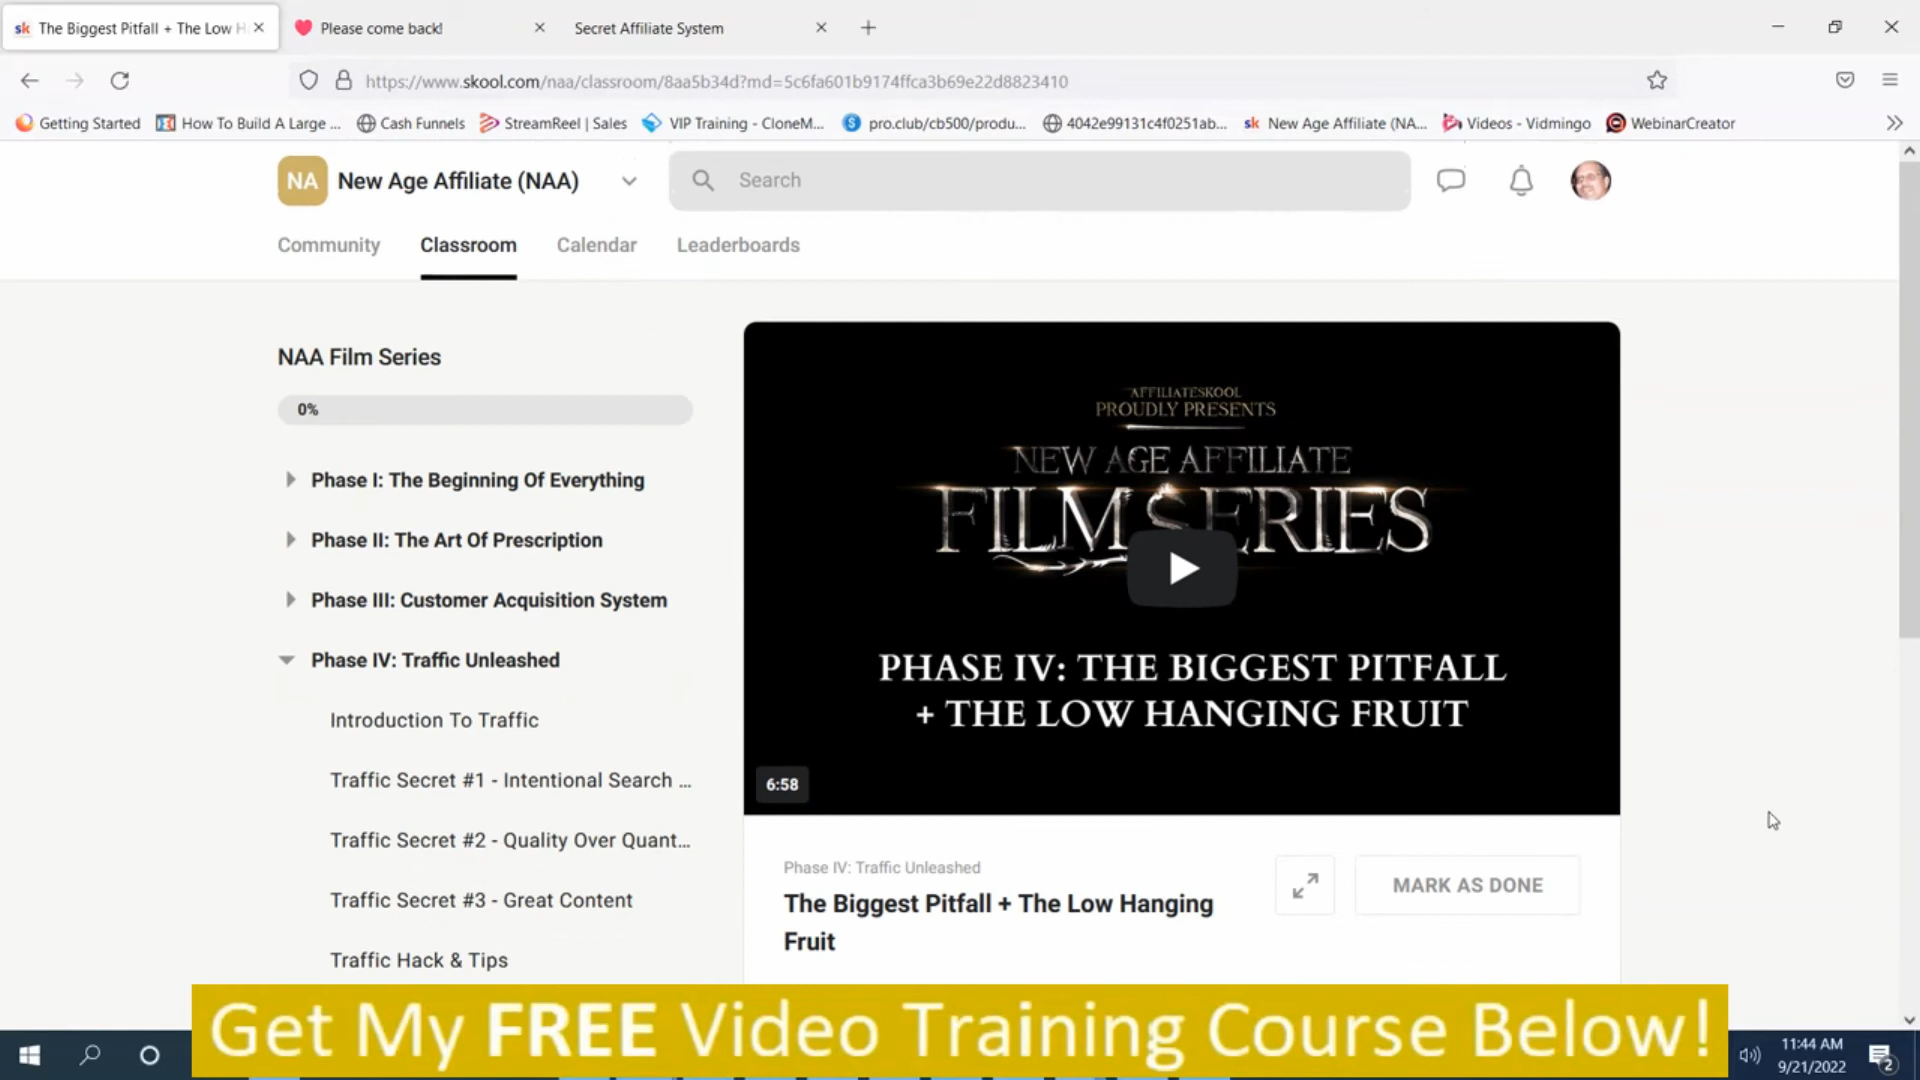 sk The Biggest Pitfall + The Low H
Please come back!
Secret Affiliate System
https://www.skool.com/naa/classroom/8aa5b34d?md=5c6fa601b9174ffca3b69e22d8823410
Getting Started
How To Build A Large ...
Cash Funnels
StreamReel | Sales
VIP Training - CloneM...
pro.club/cb500/produ...
4042e99131c4f0251ab...
sk New Age Affiliate (NA...
Videos - Vidmingo
WebinarCreator
NA New Age Affiliate (NAA)
Search
Community
Classroom
Calendar
Leaderboards
NAA Film Series
0%
Phase I: The Beginning Of Everything
Phase II: The Art Of Prescription
Phase III: Customer Acquisition System
Phase IV: Traffic Unleashed
Introduction To Traffic
Traffic Secret #1 - Intentional Search ...
Traffic Secret #2 - Quality Over Quant...
Traffic Secret #3 - Great Content
Traffic Hack & Tips
AFFILIATESKOOL
PROUDLY PRESENTS
NEW AGE AFFILIATE
FILM SERIES
PHASE IV: THE BIGGEST PITFALL
+ THE LOW HANGING FRUIT
6:58
Phase IV: Traffic Unleashed
The Biggest Pitfall + The Low Hanging
Fruit
MARK AS DONE
Get My FREE Video Training Course Below!
11:44 AM
9/21/2022
2